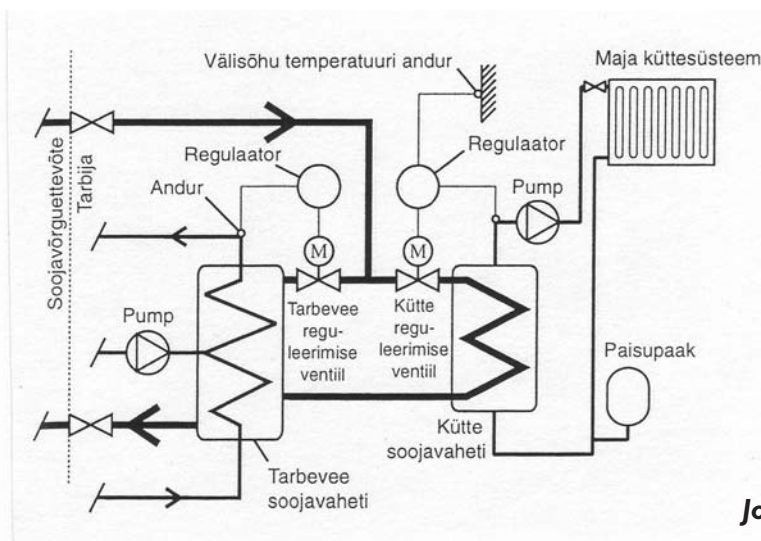 Välisõhu temperatuuri andur
Maja küttesüsteem
Regulaator
Regulaator
Soojavõrguettevõte
Tarbija
Andur
Pump
M
M
Pump
Tarbevee
regu-
leerimise
ventiil
Kütte
regu-
leerimise
ventiil
Paisupaak
Kütte
soojavaheti
Tarbevee
soojavaheti
Jo